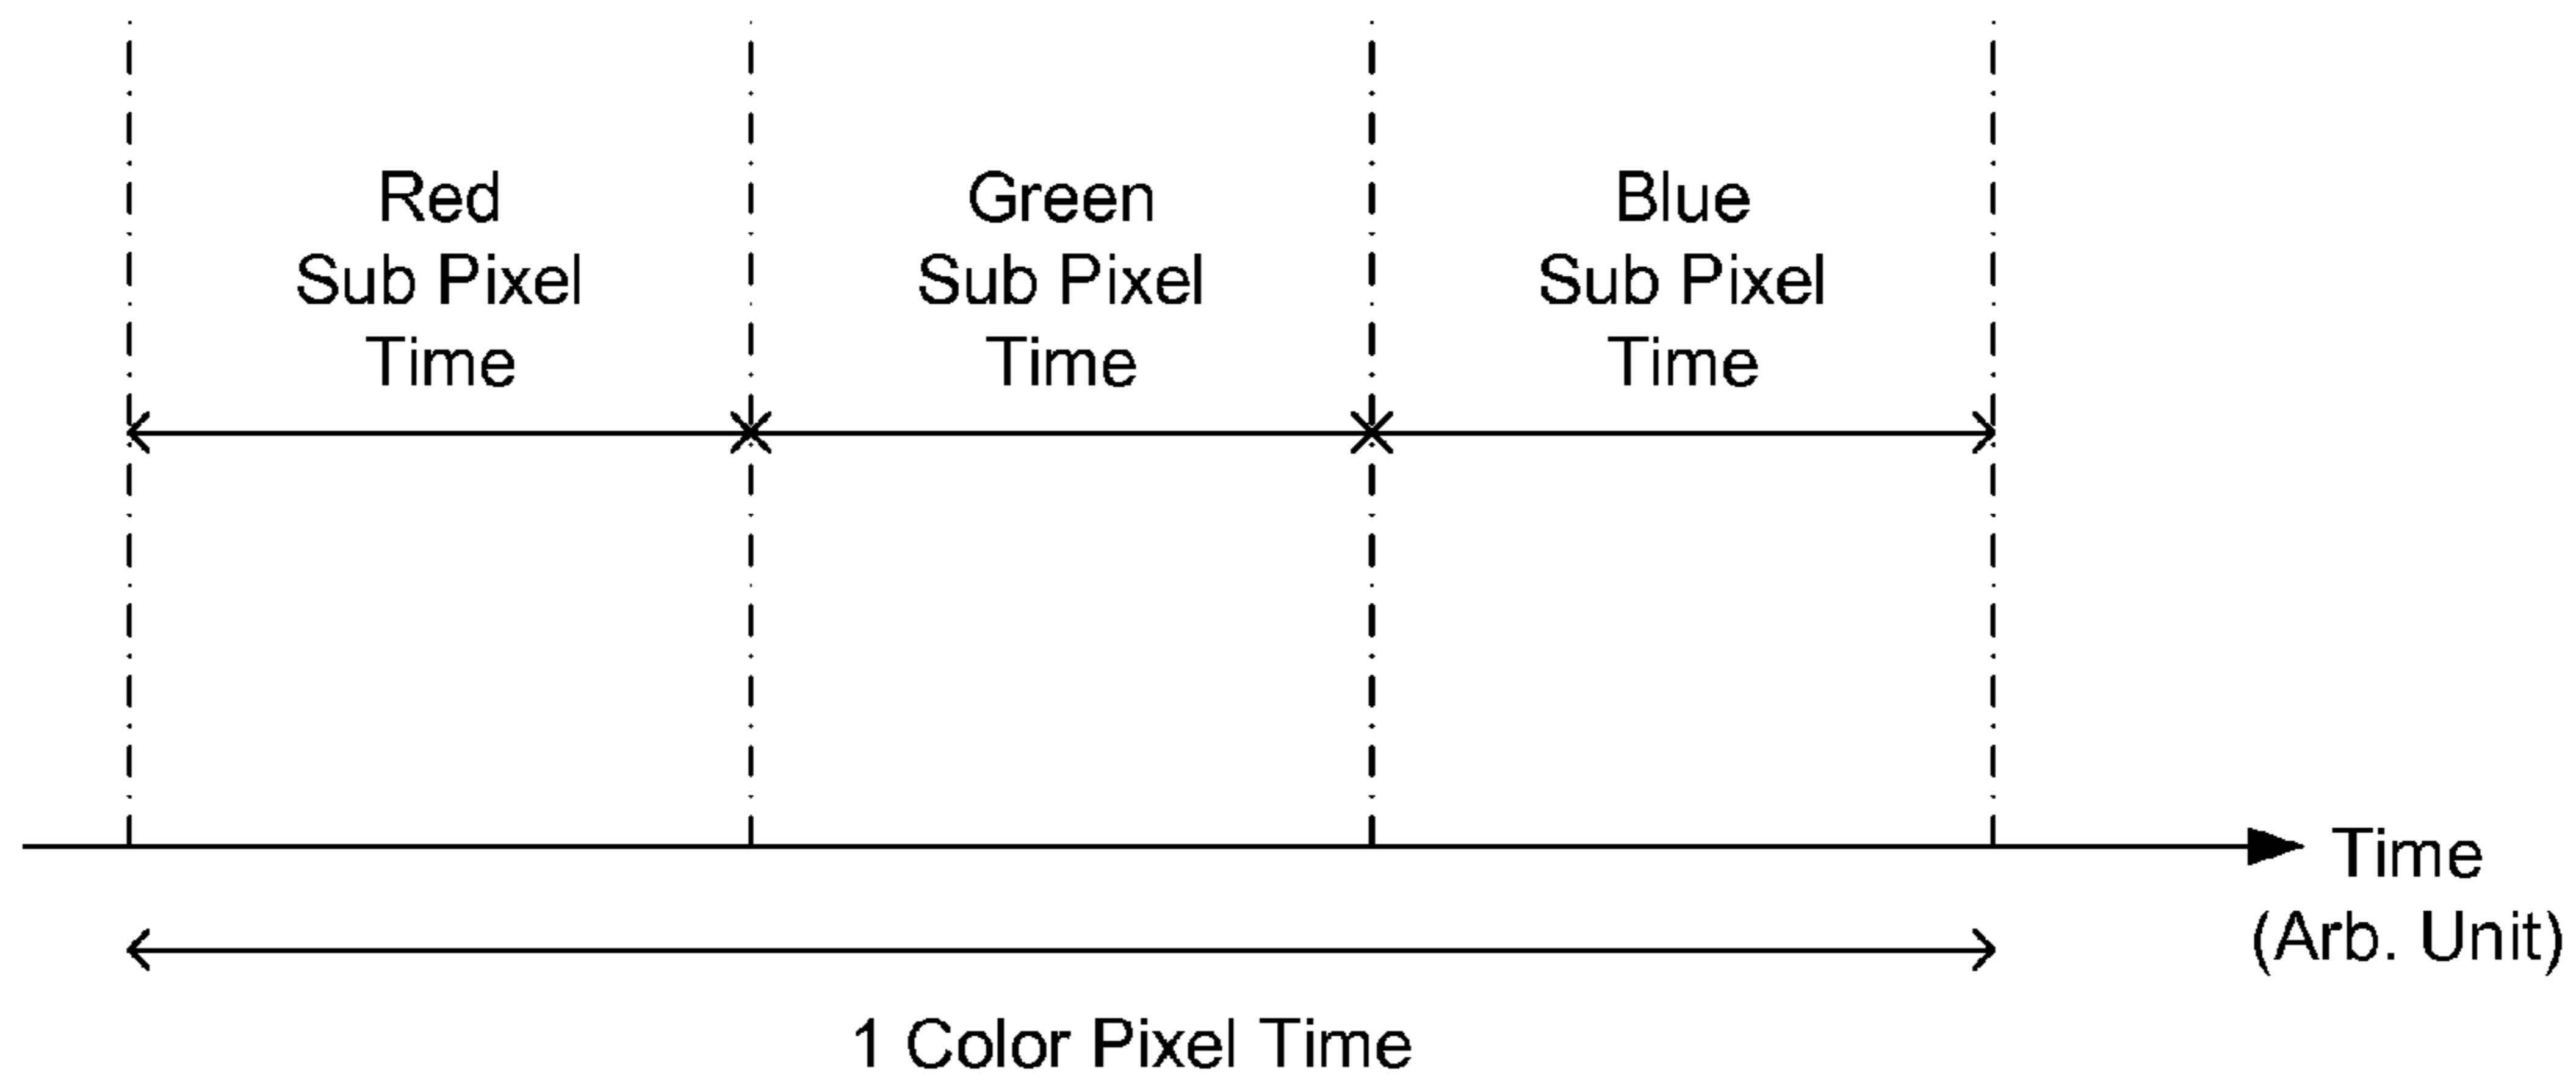 Red
Sub Pixel
Time
Green
Sub Pixel
Time
Blue
Sub Pixel
Time
Time
(Arb. Unit)
1 Color Pixel Time